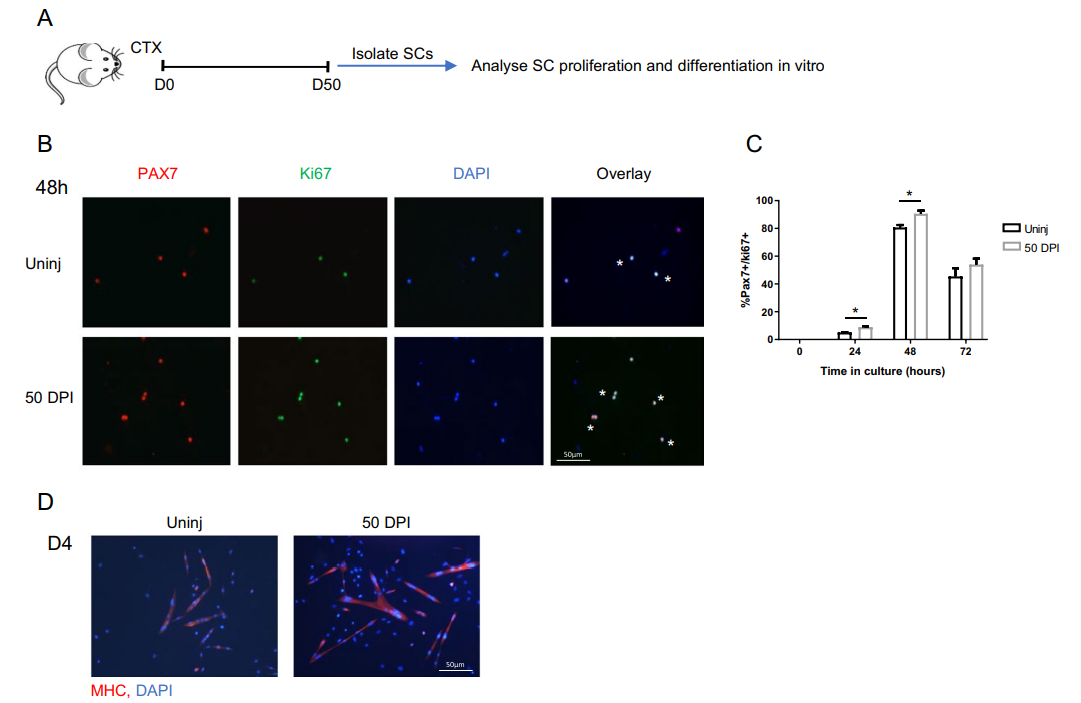 A
CTX
D0
D50
Isolate SCs
Analyse SC proliferation and differentiation in vitro
B
48h
PAX7
Ki67
DAPI
Overlay
Uninj
* *
50 DPI
* * * *
50µm
C
%Pax7+/ki67+
100
80
60
40
20
0
* *
0 24 48 72
Time in culture (hours)
Uninj
50 DPI
D
D4
Uninj
50 DPI
50µm
MHC, DAPI